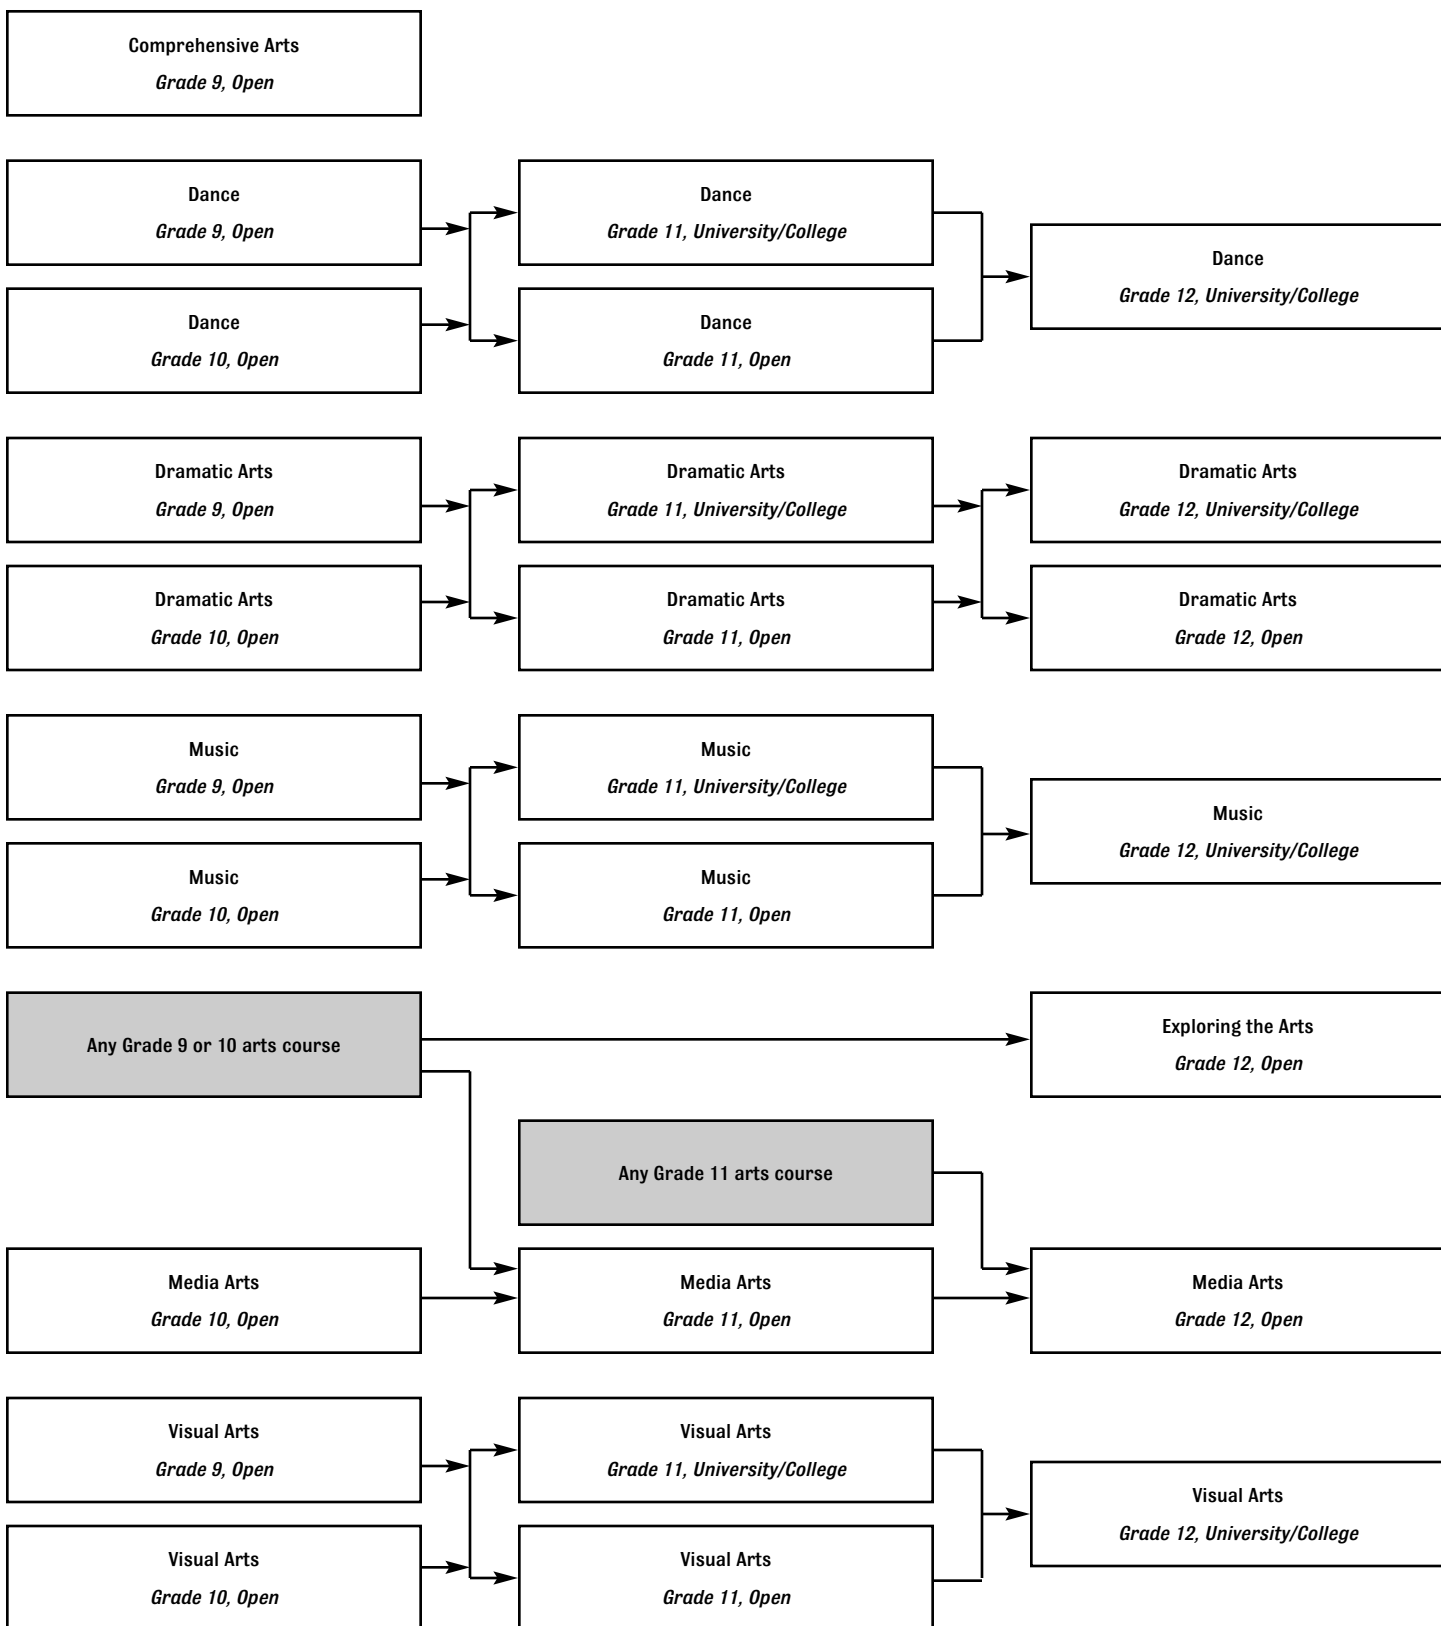 Comprehensive Arts
Grade 9, Open
Dance
Grade 9, Open
Dance
Grade 11, University/College
Dance
Grade 12, University/College
Dance
Grade 10, Open
Dance
Grade 11, Open
Dramatic Arts
Grade 9, Open
Dramatic Arts
Grade 11, University/College
Dramatic Arts
Grade 12, University/College
Dramatic Arts
Grade 10, Open
Dramatic Arts
Grade 11, Open
Dramatic Arts
Grade 12, Open
Music
Grade 9, Open
Music
Grade 11, University/College
Music
Grade 12, University/College
Music
Grade 10, Open
Music
Grade 11, Open
Any Grade 9 or 10 arts course
Exploring the Arts
Grade 12, Open
Any Grade 11 arts course
Media Arts
Grade 10, Open
Media Arts
Grade 11, Open
Media Arts
Grade 12, Open
Visual Arts
Grade 9, Open
Visual Arts
Grade 11, University/College
Visual Arts
Grade 12, University/College
Visual Arts
Grade 10, Open
Visual Arts
Grade 11, Open